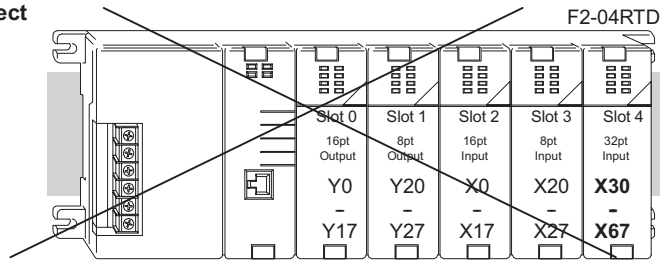 ect
F2-04RTD
Slot 0 Slot 1 Slot 2 Slot 3 Slot 4
16pt 8pt 16pt 8pt 32pt
Output Output Input Input Input
Y0 Y20 X0 X20 X30
- - - - -
Y17 Y27 X17 X27 X67